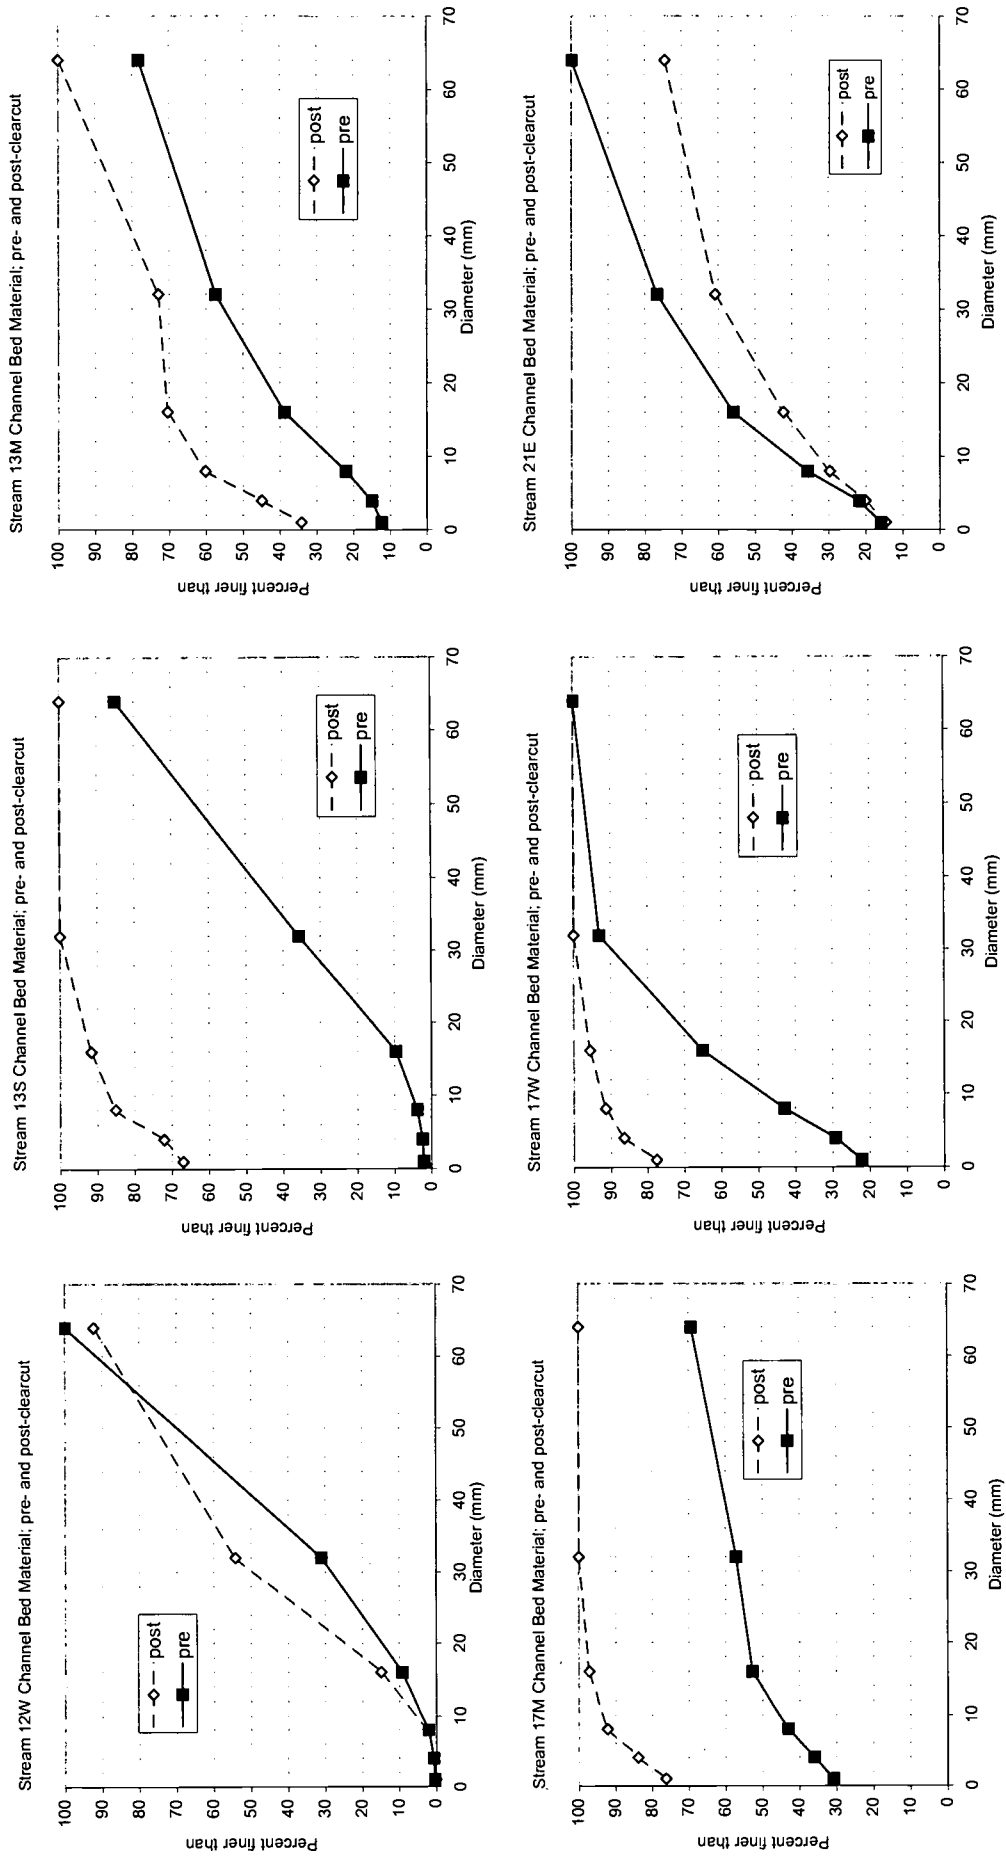 Stream 12W Channel Bed Material; pre- and post-clearcut
Percent finer than
100
90
80
70
60
50
40
30
20
10
0
post
pre
0 10 20 30 40 50 60 70
Diameter (mm)
Stream 13S Channel Bed Material; pre- and post-clearcut
Percent finer than
100
90
80
70
60
50
40
30
20
10
0
post
pre
0 10 20 30 40 50 60 70
Diameter (mm)
Stream 13M Channel Bed Material; pre- and post-clearcut
Percent finer than
100
90
80
70
60
50
40
30
20
10
0
post
pre
0 10 20 30 40 50 60 70
Diameter (mm)
Stream 17M Channel Bed Material; pre- and post-clearcut
Percent finer than
100
90
80
70
60
50
40
30
20
10
0
post
pre
0 10 20 30 40 50 60 70
Diameter (mm)
Stream 17W Channel Bed Material; pre- and post-clearcut
Percent finer than
100
90
80
70
60
50
40
30
20
10
0
post
pre
0 10 20 30 40 50 60 70
Diameter (mm)
Stream 21E Channel Bed Material; pre- and post-clearcut
Percent finer than
100
90
80
70
60
50
40
30
20
10
0
post
pre
0 10 20 30 40 50 60 70
Diameter (mm)